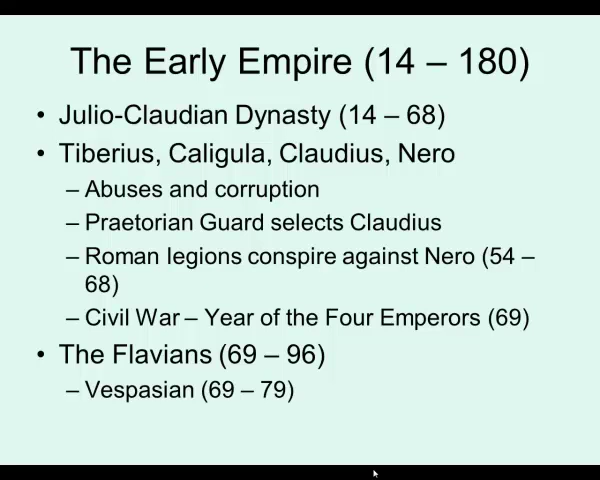 The Early Empire (14 – 180)
• Julio-Claudian Dynasty (14 – 68)
• Tiberius, Caligula, Claudius, Nero
– Abuses and corruption
– Praetorian Guard selects Claudius
– Roman legions conspire against Nero (54 –
68)
– Civil War – Year of the Four Emperors (69)
• The Flavians (69 – 96)
– Vespasian (69 – 79)